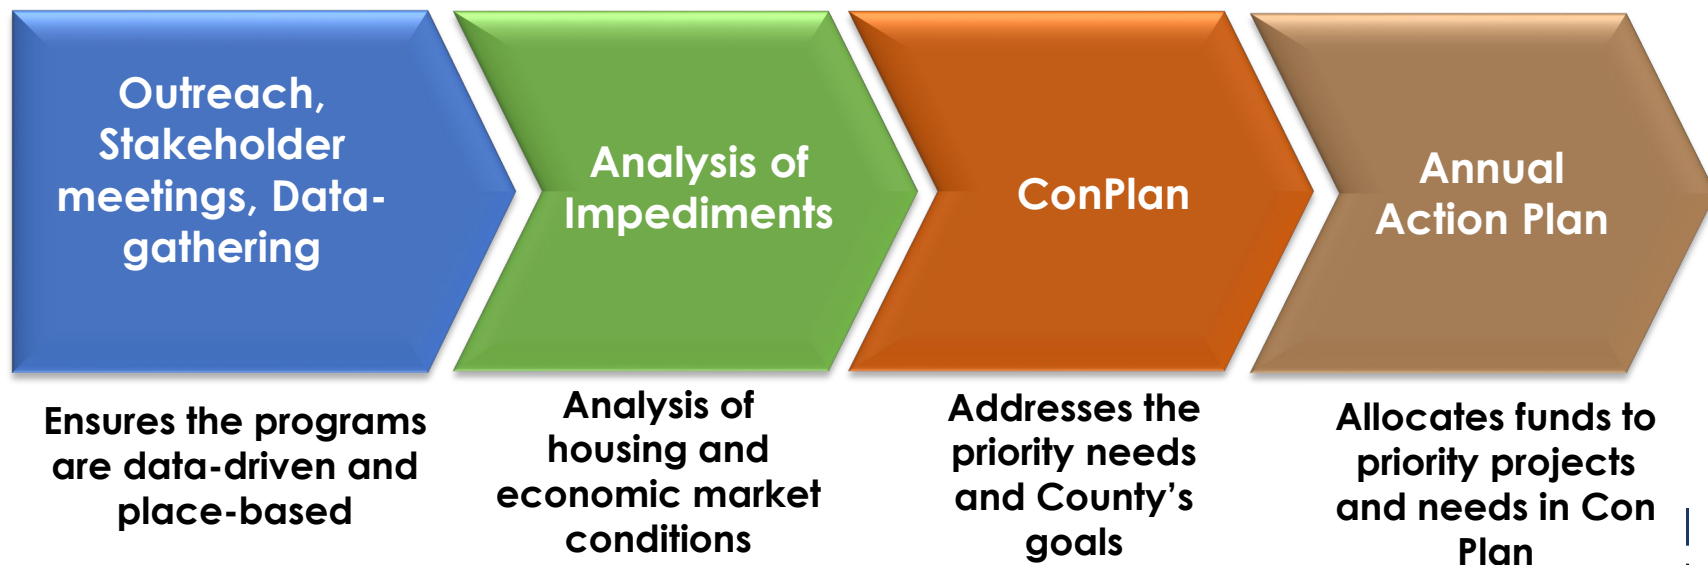 Outreach,
Stakeholder
meetings, Data-
gathering
Analysis of
Impediments
ConPlan
Annual
Action Plan
Ensures the programs
are data-driven and
place-based
Analysis of
housing and
economic market
conditions
Addresses the
priority needs
and County’s
goals
Allocates funds to
priority projects
and needs in Con
Plan